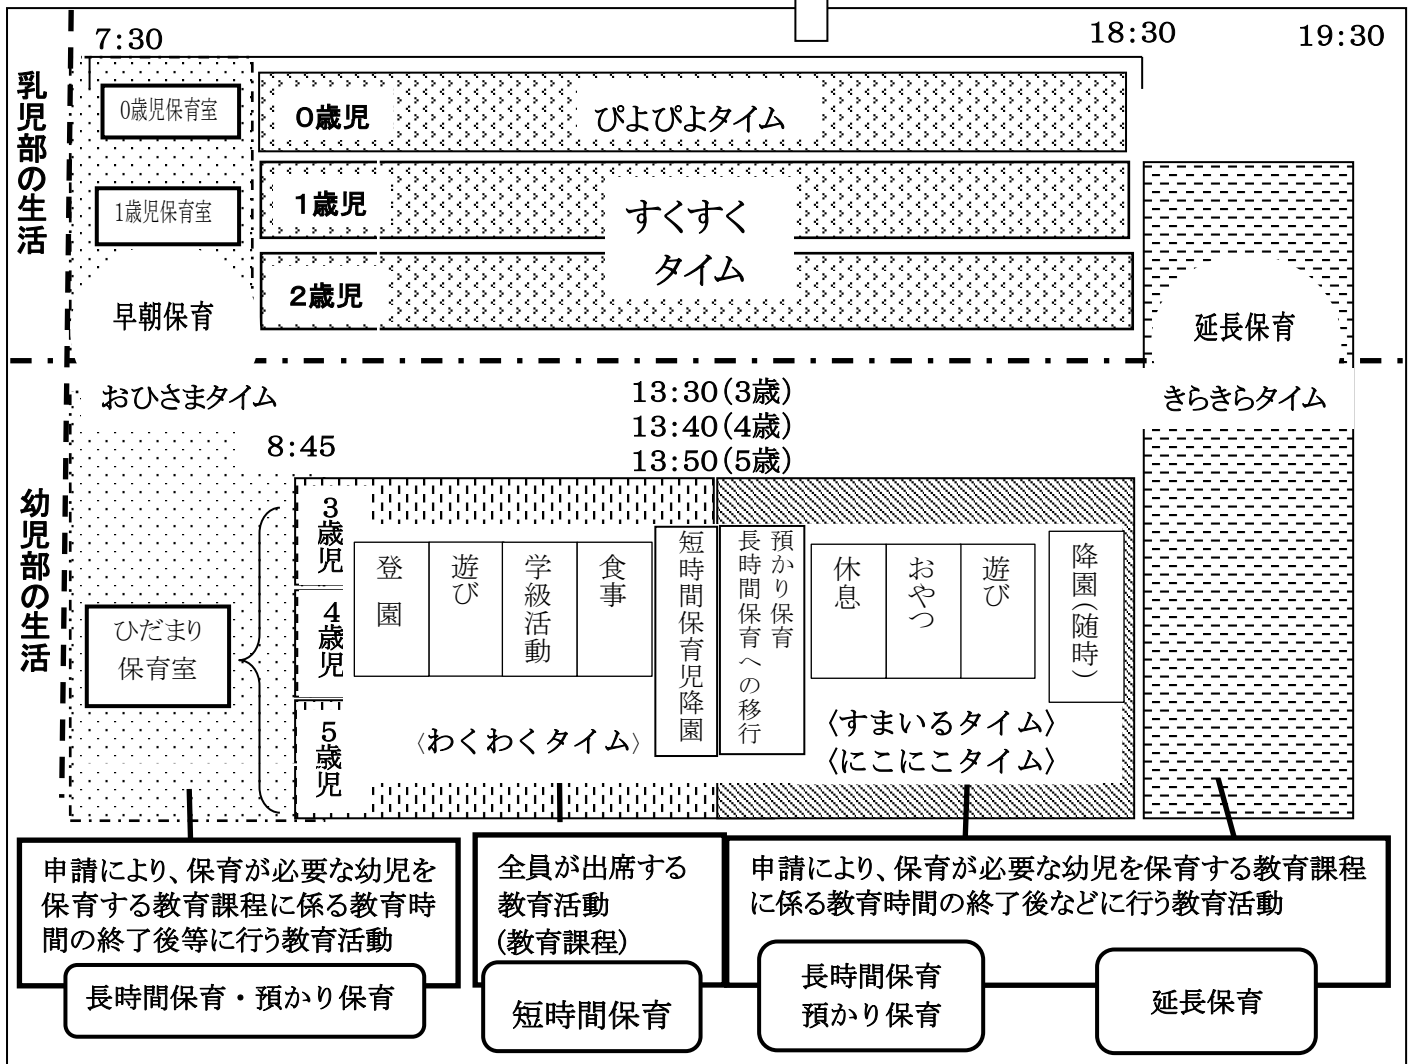 7:30
18:30
19:30
乳児部の生活
0歳児保育室
0歳児
ぴよぴよタイム
1歳児保育室
1歳児
すくすく
タイム
2歳児
早朝保育
延長保育
おひさまタイム
きらきらタイム
13:30(3歳)
13:40(4歳)
13:50(5歳)
8:45
幼児部の生活
ひだまり
保育室
3歳児
4歳児
5歳児
登園
遊び
学級活動
食事
短時間保育児降園
預かり保育
長時間保育への移行
休息
おやつ
遊び
降園(随時)
〈わくわくタイム〉
〈すまいるタイム〉
〈にこにこタイム〉
申請により、保育が必要な幼児を
保育する教育課程に係る教育時
間の終了後等に行う教育活動
長時間保育・預かり保育
全員が出席する
教育活動
(教育課程)
短時間保育
申請により、保育が必要な幼児を保育する教育課程
に係る教育時間の終了後などに行う教育活動
長時間保育
預かり保育
延長保育